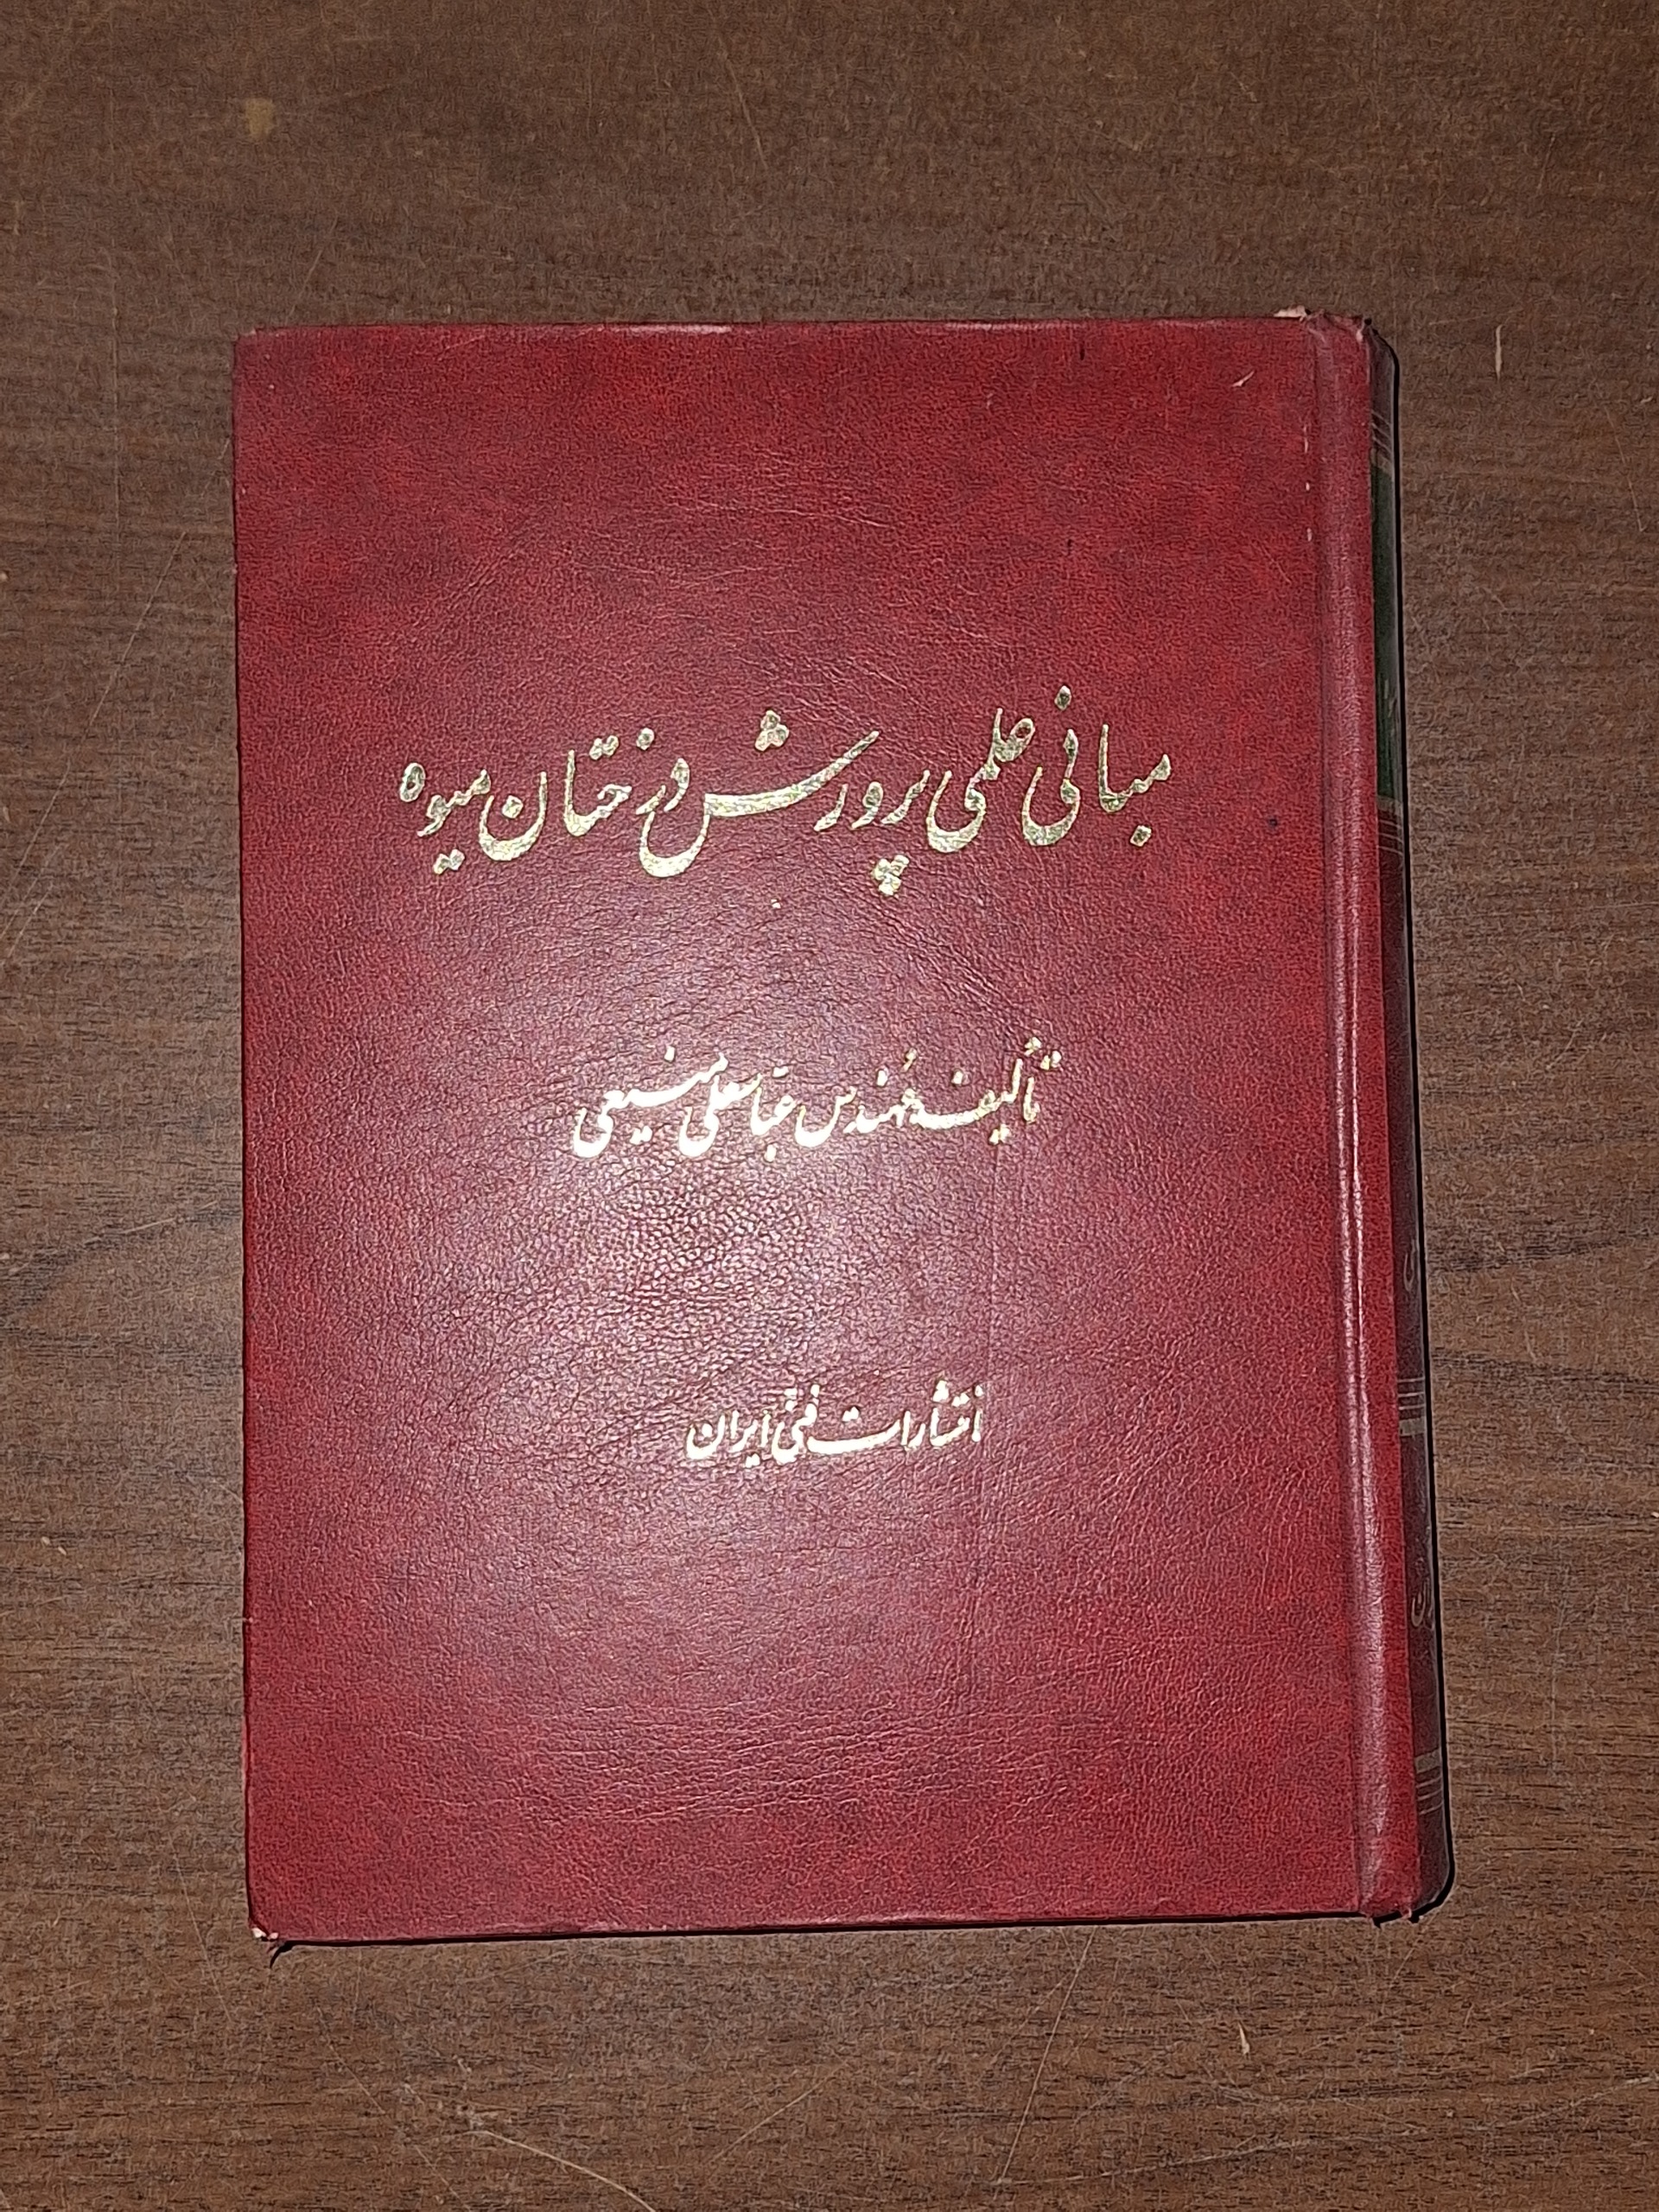 مبانی علمی پرورش درختان میوه
تألیف مهندس عباسعلی منیعی
انتشارات فنی ایران